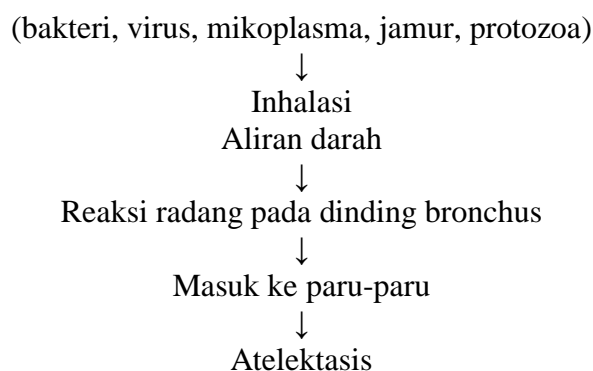 (bakteri, virus, mikoplasma, jamur, protozoa)
↓
Inhalasi
Aliran darah
↓
Reaksi radang pada dinding bronchus
↓
Masuk ke paru-paru
↓
Atelektasis